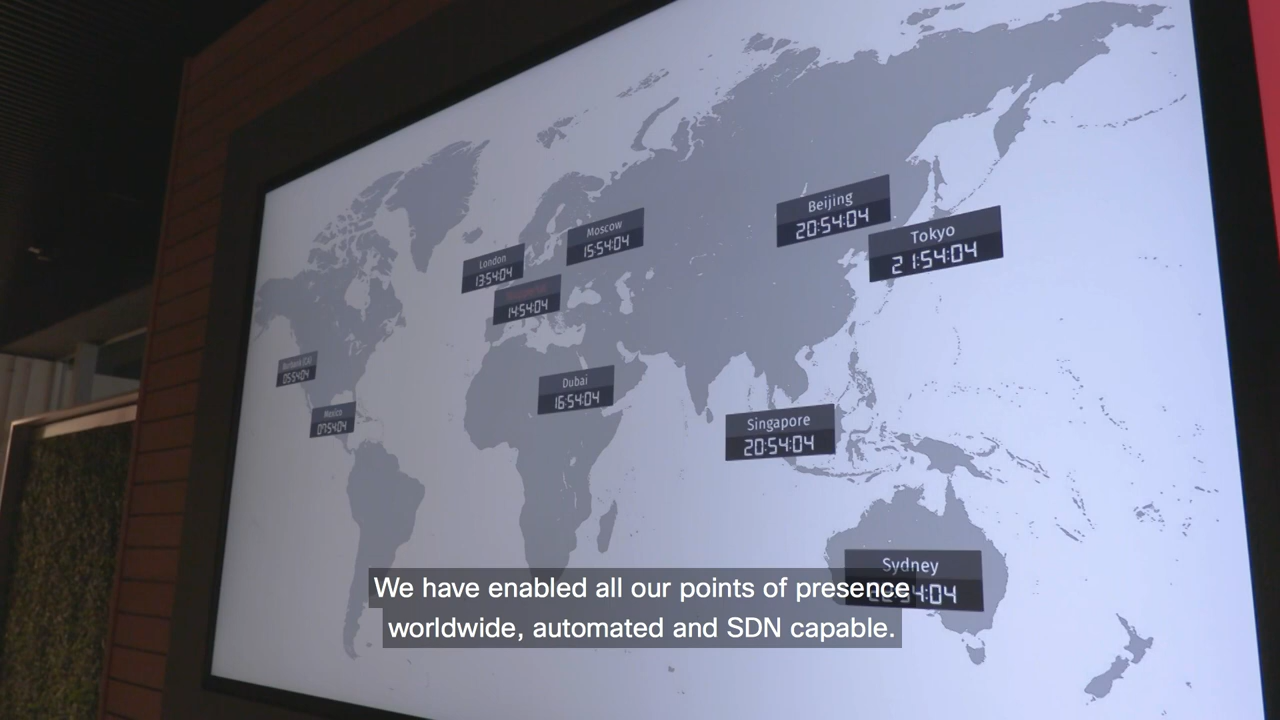 Beijing
20:54:04
Tokyo
21:54:04
Moscow
15:54:04
London
13:54:04
14:54:04
05:54:04
Dubai
16:54:04
Mexico
07:54:04
Singapore
20:54:04
Sydney
54:04
We have enabled all our points of presence
worldwide, automated and SDN capable.